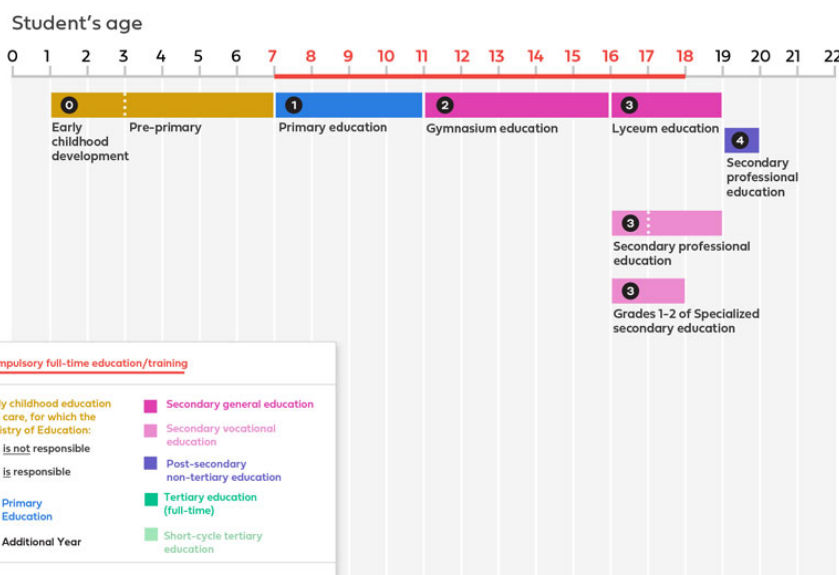 Student's age
0 1 2 3 4 5 6 7 8 9 10 11 12 13 14 15 16 17 18 19 20 21 22
0 1 2 3 3
Early
childhood
development
Pre-primary
Primary education
Gymnasium education
Lyceum education
4
Secondary
professional
education
3
Secondary professional
education
3
Grades 1-2 of Specialized
secondary education
mpulsory full-time education/training
ly childhood education
care, for which the
istry of Education:
is not responsible
is responsible
Primary
Education
Additional Year
Secondary general education
Secondary vocational
education
Post-secondary
non-tertiary education
Tertiary education
(full-time)
Short-cycle tertiary
education